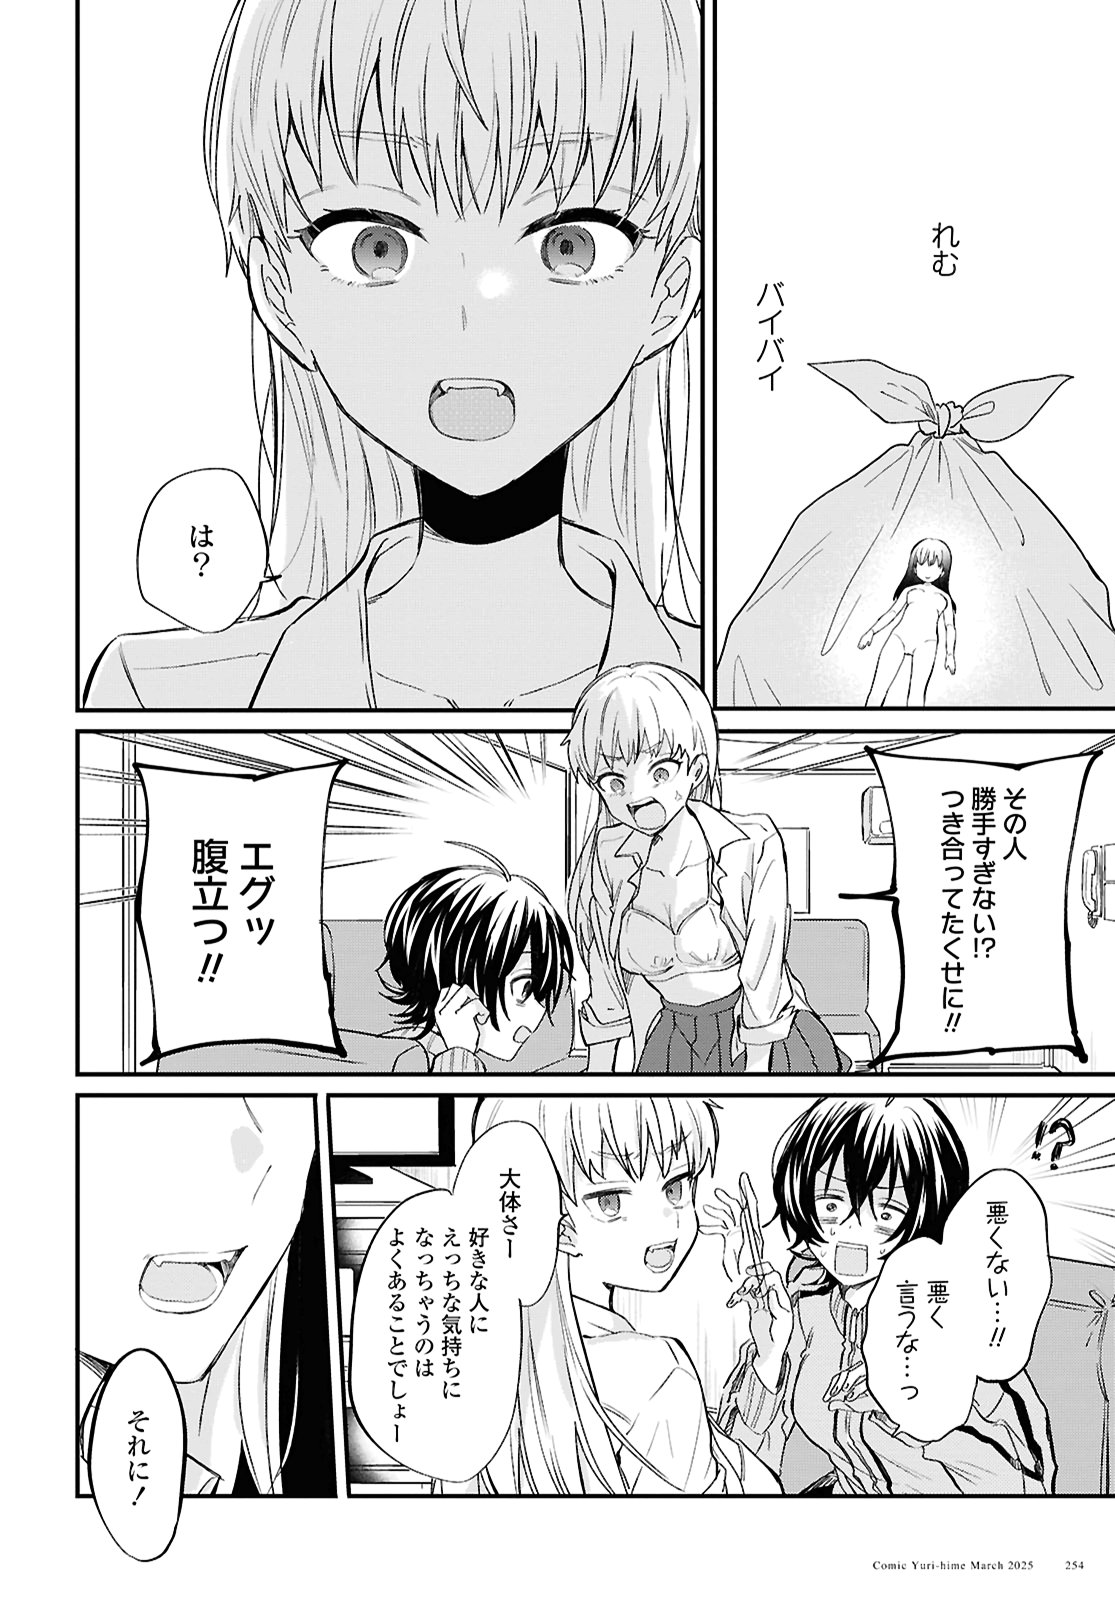 れむ
バイバイ
は?
その人
勝手すぎない!?
つき合ってたくせに!!
エグッ
腹立つ!!
!?
悪くない…!!
悪く
言うな…っ
大体さー
好きな人に
えっちな気持ちに
なっちゃうのは
よくあることでしょー
それに!
Comic Yuri-hime March 2025
254